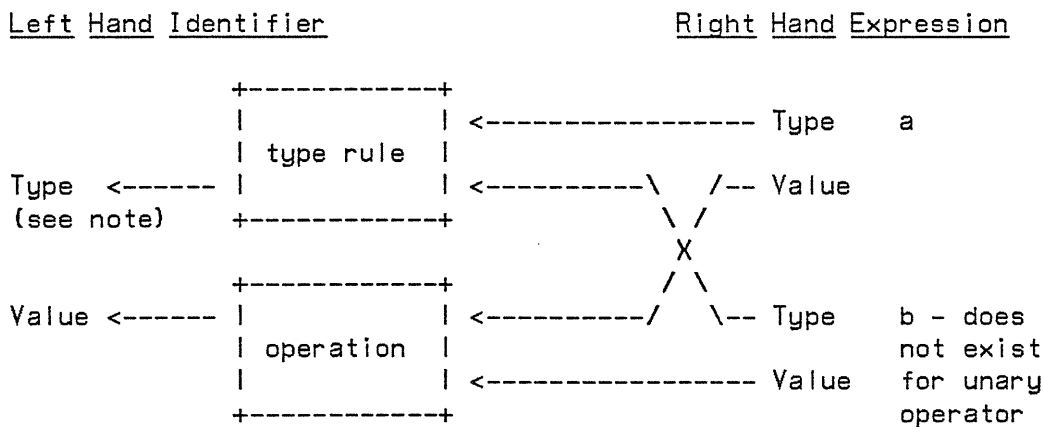 Left Hand Identifier                    Right Hand Expression

              +------------+
              |            | <----------------- Type   a
              | type rule  |
Type  <------ |            | <----------\   /-- Value
(see note)    +------------+             \ /
                                          X
              +------------+             / \
Value <------ |            | <----------/   \-- Type   b - does
              | operation  |                           not exist
              |            | <----------------- Value  for unary
              +------------+                           operator